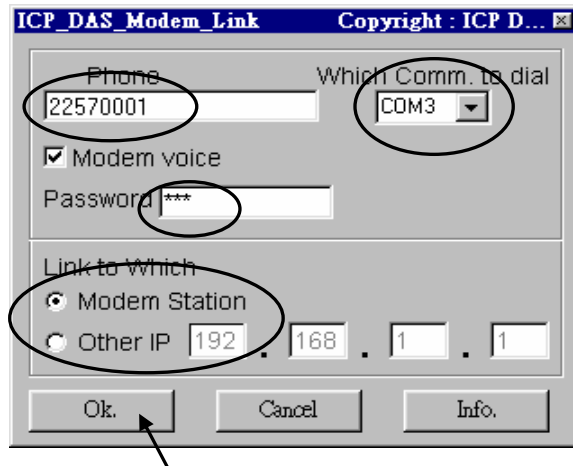 ICP_DAS_Modem_Link Copyright : ICP D...
Phone Which Comm. to dial
22570001 COM3
Modem voice
Password ***
Link to Which
Modem Station
Other IP 192 . 168 . 1 . 1
Ok. Cancel Info.